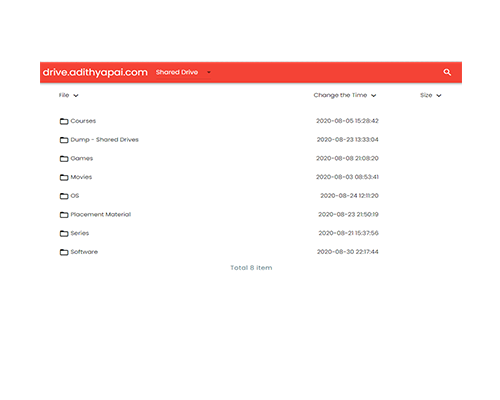 drive.adithyapai.com Shared Drive
File Change the Time Size
Courses 2020-08-05 15:28:42
Dump - Shared Drives 2020-08-23 13:33:04
Games 2020-08-08 21:08:20
Movies 2020-08-03 08:53:41
OS 2020-08-24 12:11:20
Placement Material 2020-08-23 21:50:19
Series 2020-08-21 15:37:56
Software 2020-08-30 22:17:44
Total 8 item